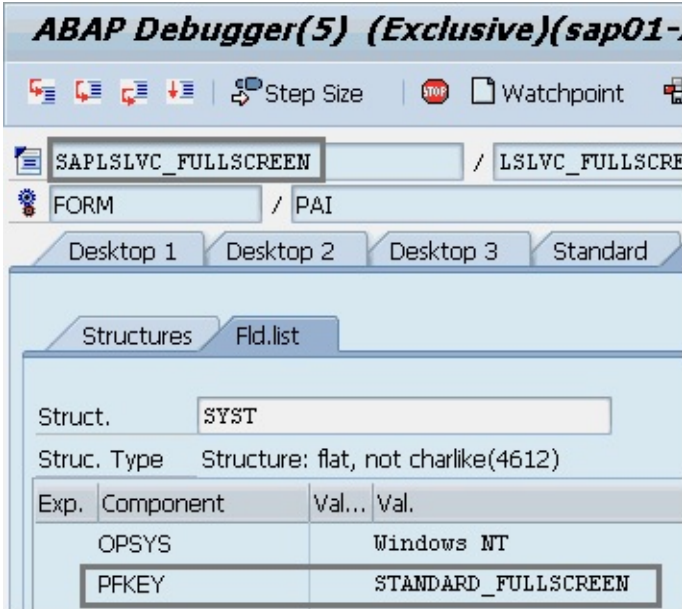 ABAP Debugger(5) (Exclusive)(sap01-
Step Size STOP Watchpoint
SAPLSLVC_FULLSCREEN / LSLVC_FULLSCRE
FORM / PAI
Desktop 1 Desktop 2 Desktop 3 Standard
Structures Fld.list
Struct. SYST
Struc. Type Structure: flat, not charlike(4612)
Exp. Component Val... Val.
OPSYS Windows NT
PFKEY STANDARD_FULLSCREEN